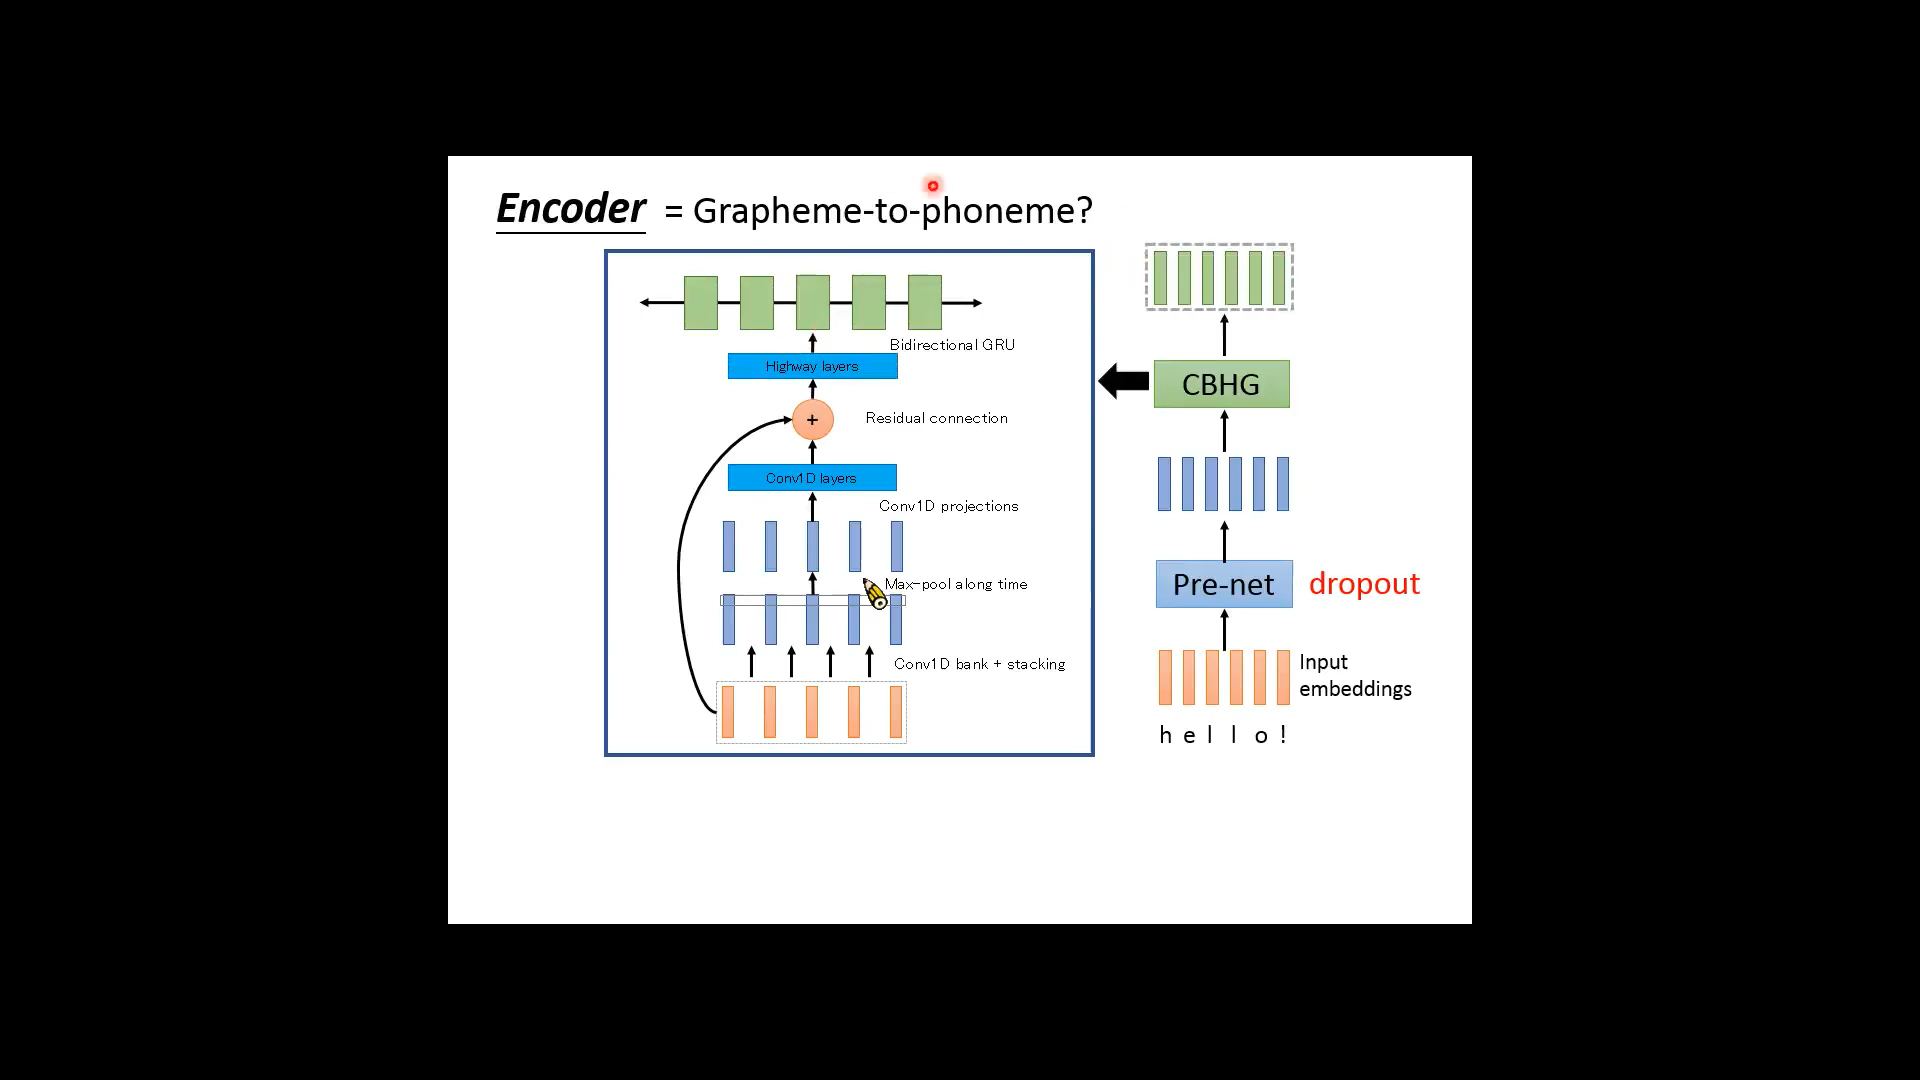 Encoder = Grapheme-to-phoneme?
Bidirectional GRU
Highway layers
+
Residual connection
Conv1D layers
Conv1D projections
Max-pool along time
Conv1D bank + stacking
CBHG
Pre-net
dropout
Input
embeddings
h e l l o !